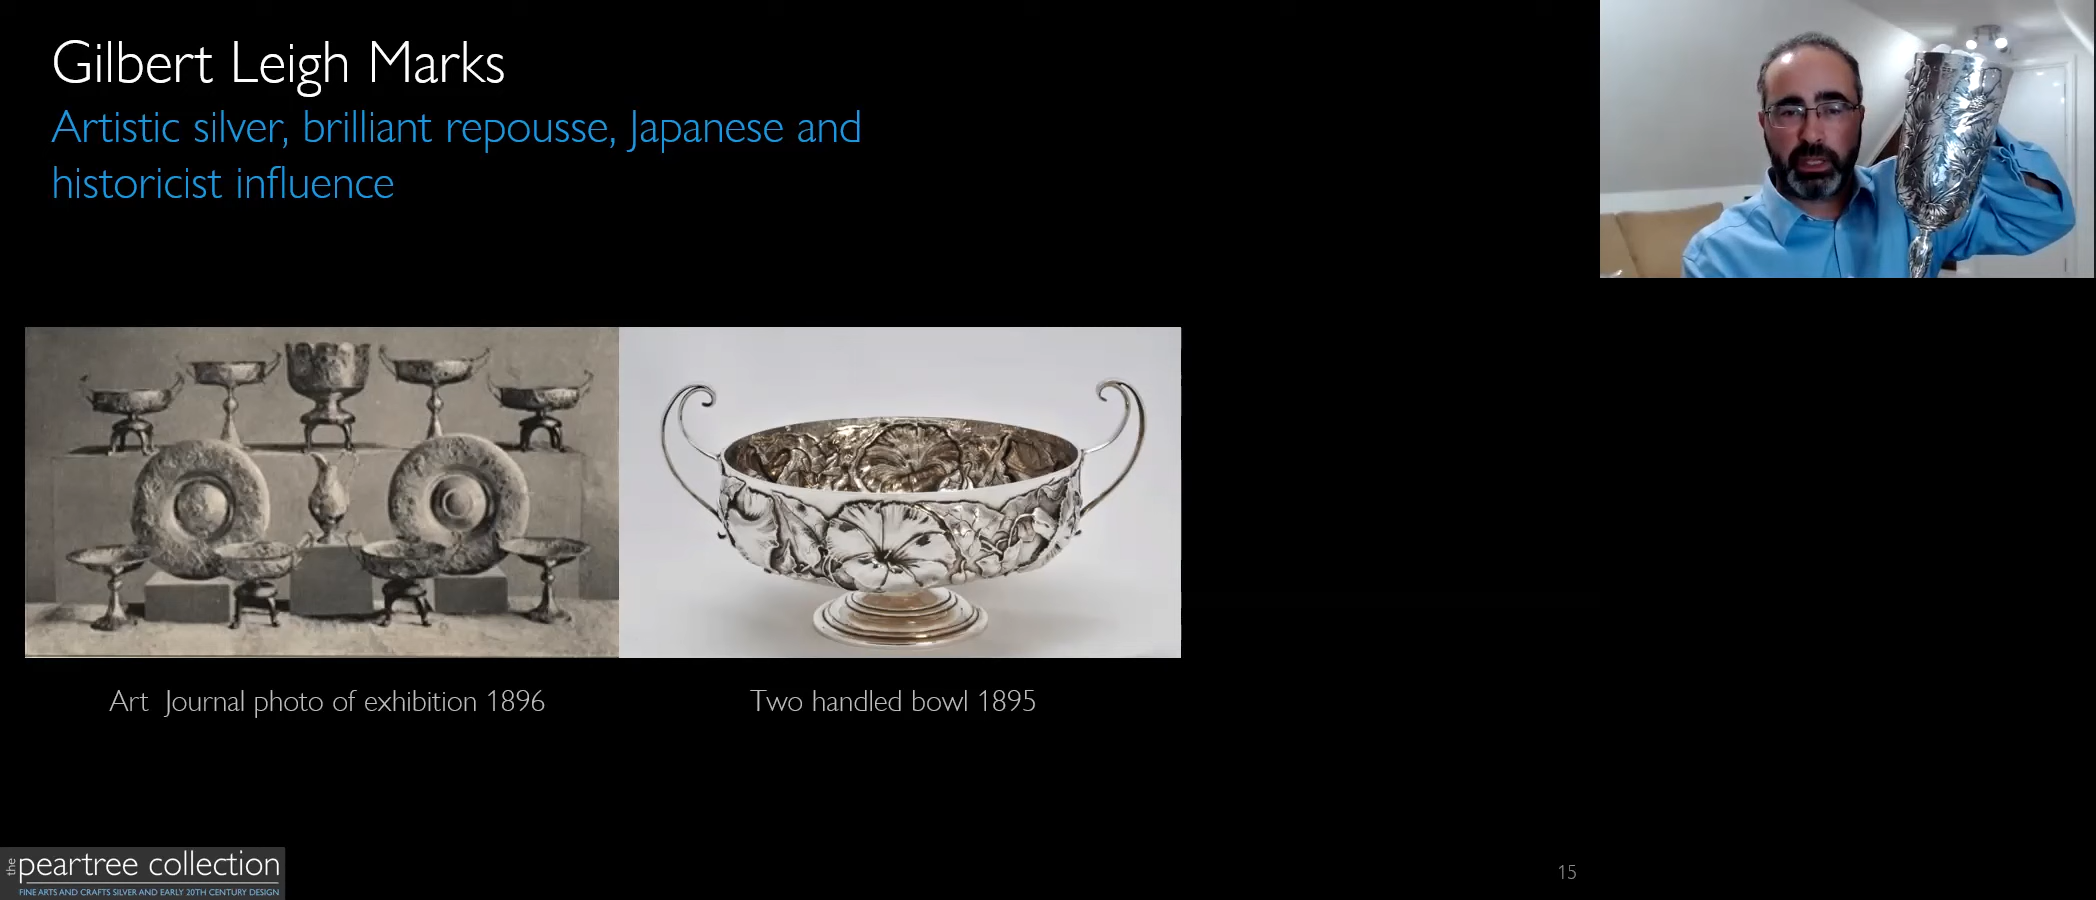 Gilbert Leigh Marks
Artistic silver, brilliant repousse, Japanese and
historicist influence
Art Journal photo of exhibition 1896
Two handled bowl 1895
the peartree collection
FINE ARTS AND CRAFTS SILVER AND EARLY 20TH CENTURY DESIGN
15